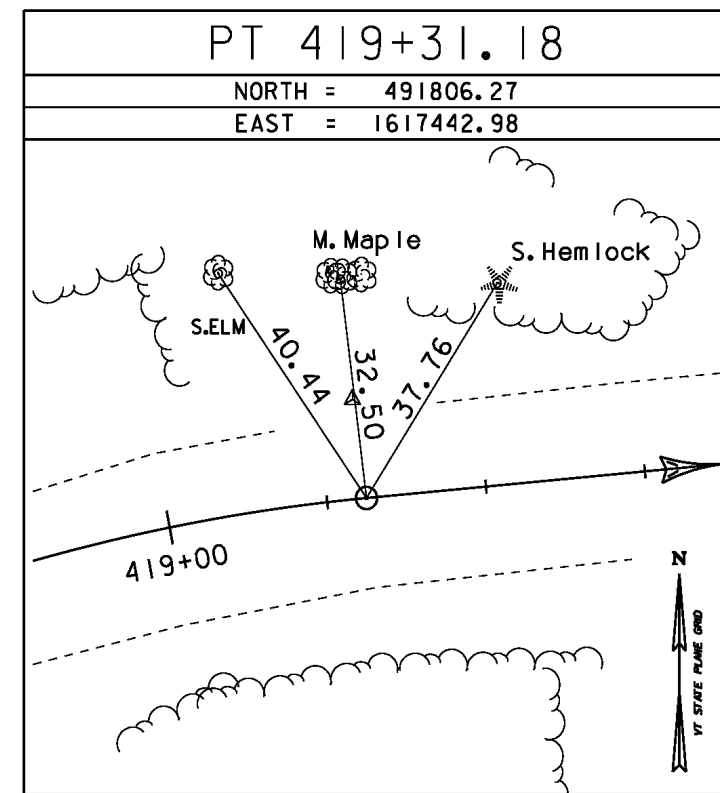 PT 419+31.18
NORTH = 491806.27
EAST = 1617442.98
M. Maple
S. Hemlock
S.ELM
40.44
32.50
37.76
419+00
N
VT STATE PLANE GRID